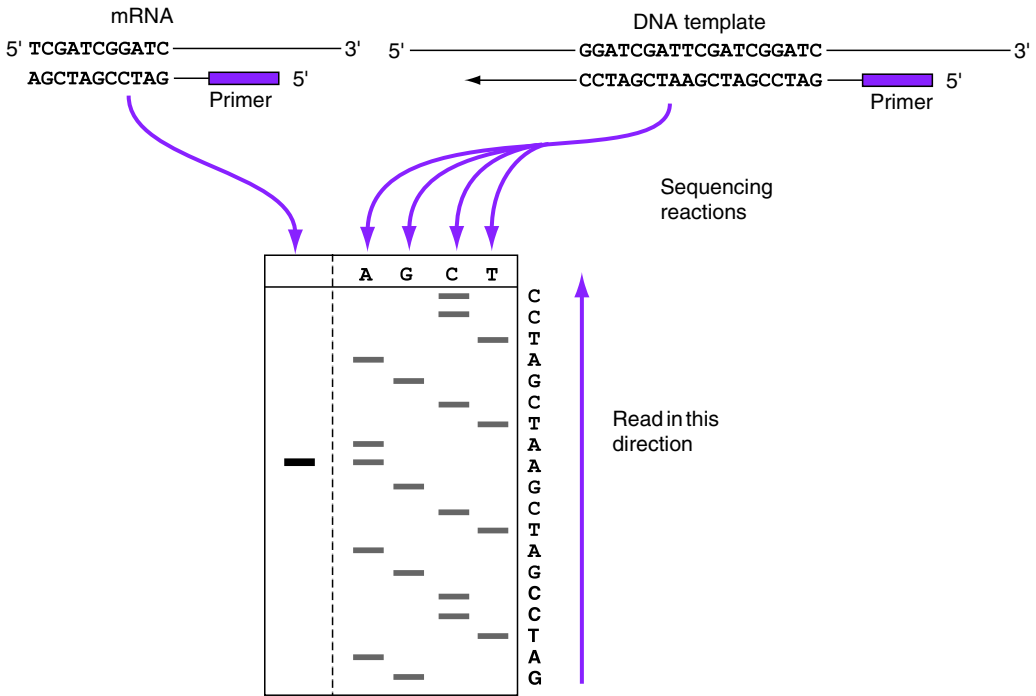 mRNA
5' TCGATCGGATC 3'
AGCTAGCCTAG 5'
Primer
DNA template
5' GGATCGATTCGATCGGATC 3'
CCTAGCTAAGCTAGCCTAG 5'
Primer
Sequencing
reactions
A G C T
C
C
T
A
G
C
T
A
A
G
C
T
A
G
C
C
T
A
G
Read in this
direction